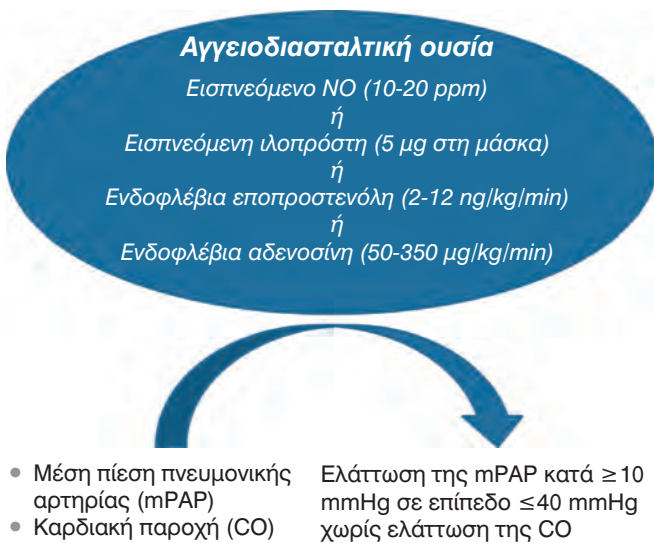 Αγγειοδιασταλτική ουσία
Εισπνεόμενο NO (10-20 ppm)
ή
Εισπνεόμενη ιλοπρόστη (5 μg στη μάσκα)
ή
Ενδοφλέβια εποπροστενόλη (2-12 ng/kg/min)
ή
Ενδοφλέβια αδενοσίνη (50-350 μg/kg/min)
• Μέση πίεση πνευμονικής
αρτηρίας (mPAP)
• Καρδιακή παροχή (CO)
Ελάττωση της mPAP κατά ≥10
mmHg σε επίπεδο ≤40 mmHg
χωρίς ελάττωση της CO